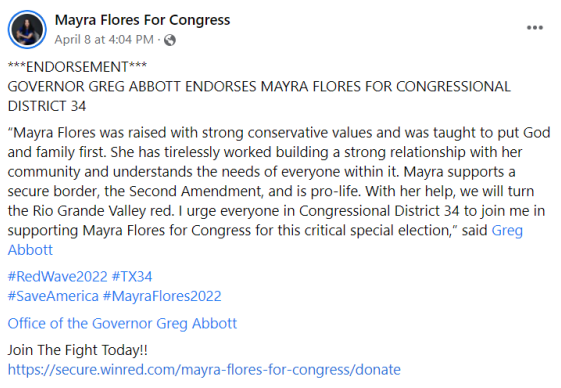 Mayra Flores For Congress
April 8 at 4:04 PM ·
***ENDORSEMENT***
GOVERNOR GREG ABBOTT ENDORSES MAYRA FLORES FOR CONGRESSIONAL
DISTRICT 34
“Mayra Flores was raised with strong conservative values and was taught to put God
and family first. She has tirelessly worked building a strong relationship with her
community and understands the needs of everyone within it. Mayra supports a
secure border, the Second Amendment, and is pro-life. With her help, we will turn
the Rio Grande Valley red. I urge everyone in Congressional District 34 to join me in
supporting Mayra Flores for Congress for this critical special election,” said Greg
Abbott
#RedWave2022 #TX34
#SaveAmerica #MayraFlores2022
Office of the Governor Greg Abbott
Join The Fight Today!!
https://secure.winred.com/mayra-flores-for-congress/donate